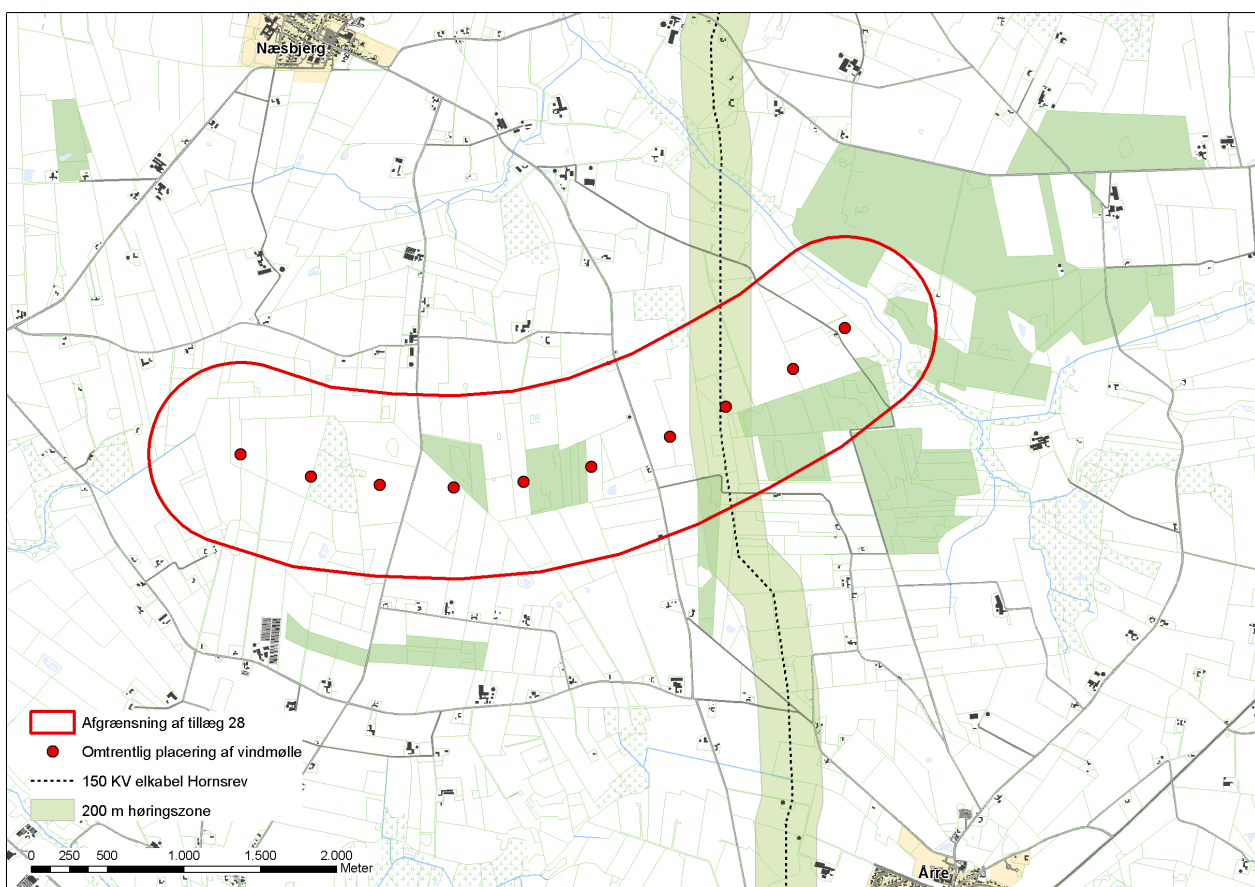 Næsbjerg
Afgrænsning af tillæg 28
Omtrentlig placering af vindmølle
150 KV elkabel Hornsrev
200 m høringszone
0 250 500 1.000 1.500 2.000
Meter
Årre